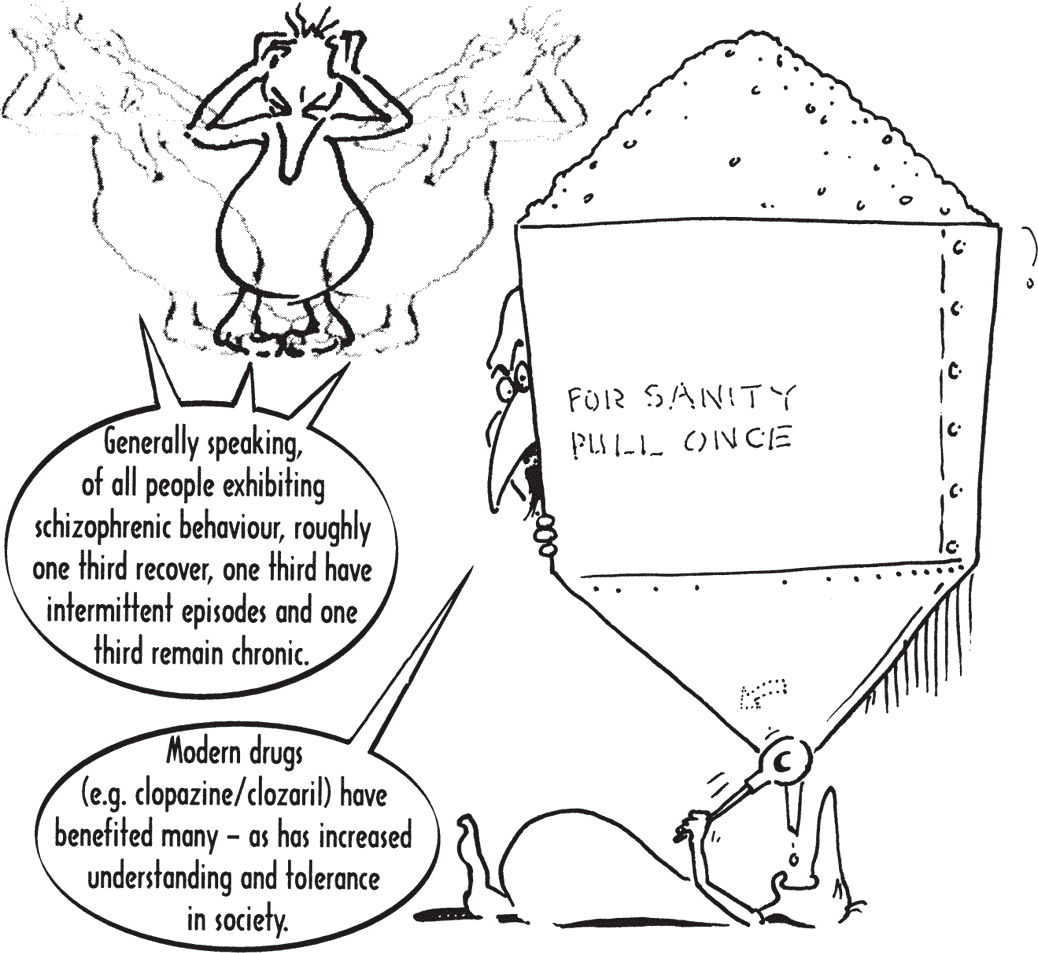 Generally speaking,
of all people exhibiting
schizophrenic behaviour, roughly
one third recover, one third have
intermittent episodes and one
third remain chronic.
FOR SANITY
PULL ONCE
Modern drugs
(e.g. clopazine/clozaril) have
benefited many – as has increased
understanding and tolerance
in society.